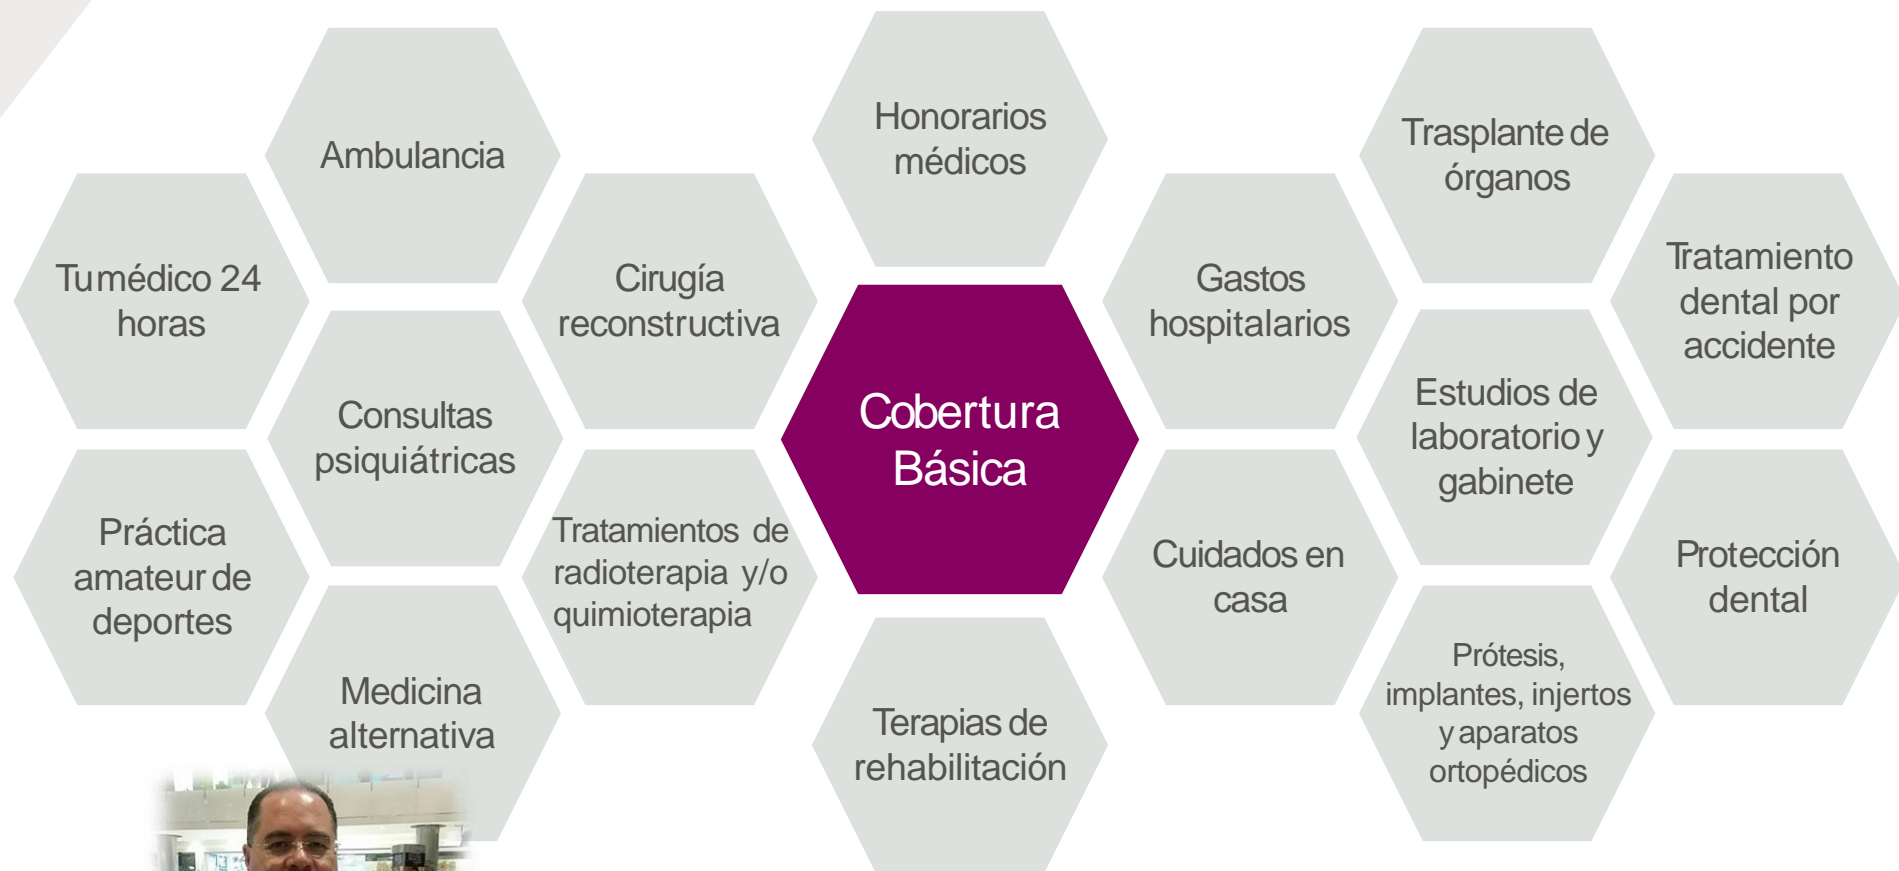 Ambulancia
Honorarios
médicos
Trasplante de
órganos
Tu médico 24
horas
Cirugía
reconstructiva
Gastos
hospitalarios
Tratamiento
dental por
accidente
Consultas
psiquiátricas
Cobertura
Básica
Estudios de
laboratorio y
gabinete
Práctica
amateur de
deportes
Tratamientos de
radioterapia y/o
quimioterapia
Cuidados en
casa
Protección
dental
Medicina
alternativa
Terapias de
rehabilitación
Prótesis,
implantes, injertos
y aparatos
ortopédicos